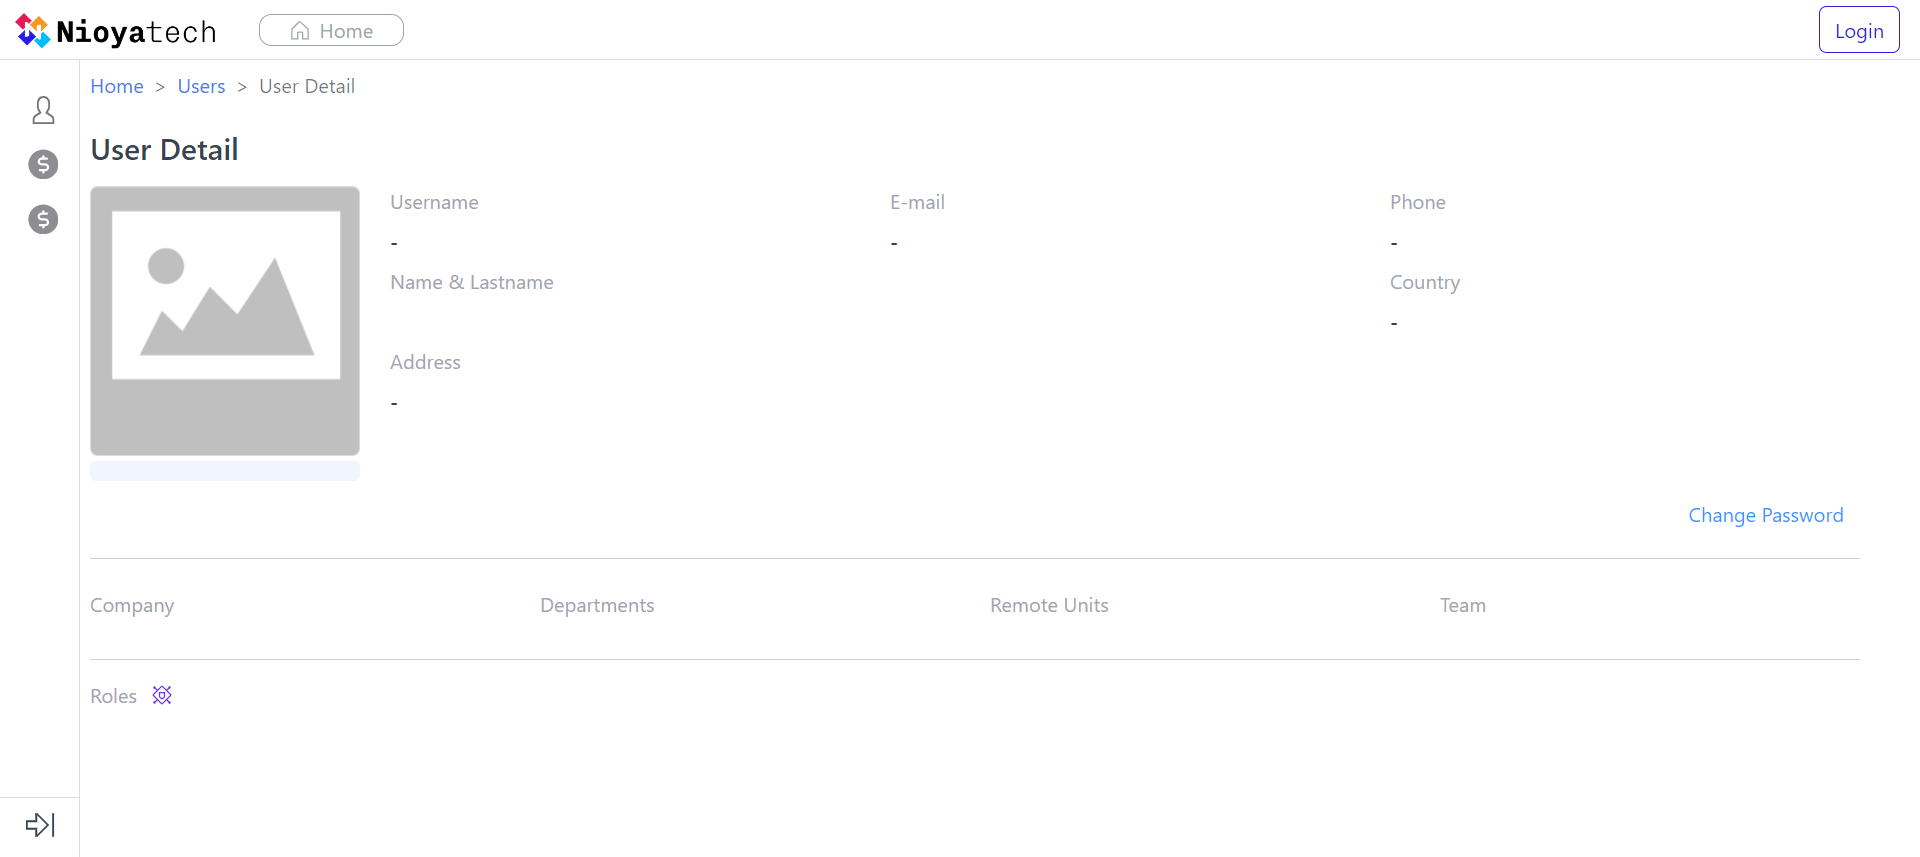 Nioyatech
Home
Login
Home > Users > User Detail
User Detail
Username
E-mail
Phone
-
-
-
Name & Lastname
Country
-
Address
-
Change Password
Company
Departments
Remote Units
Team
Roles